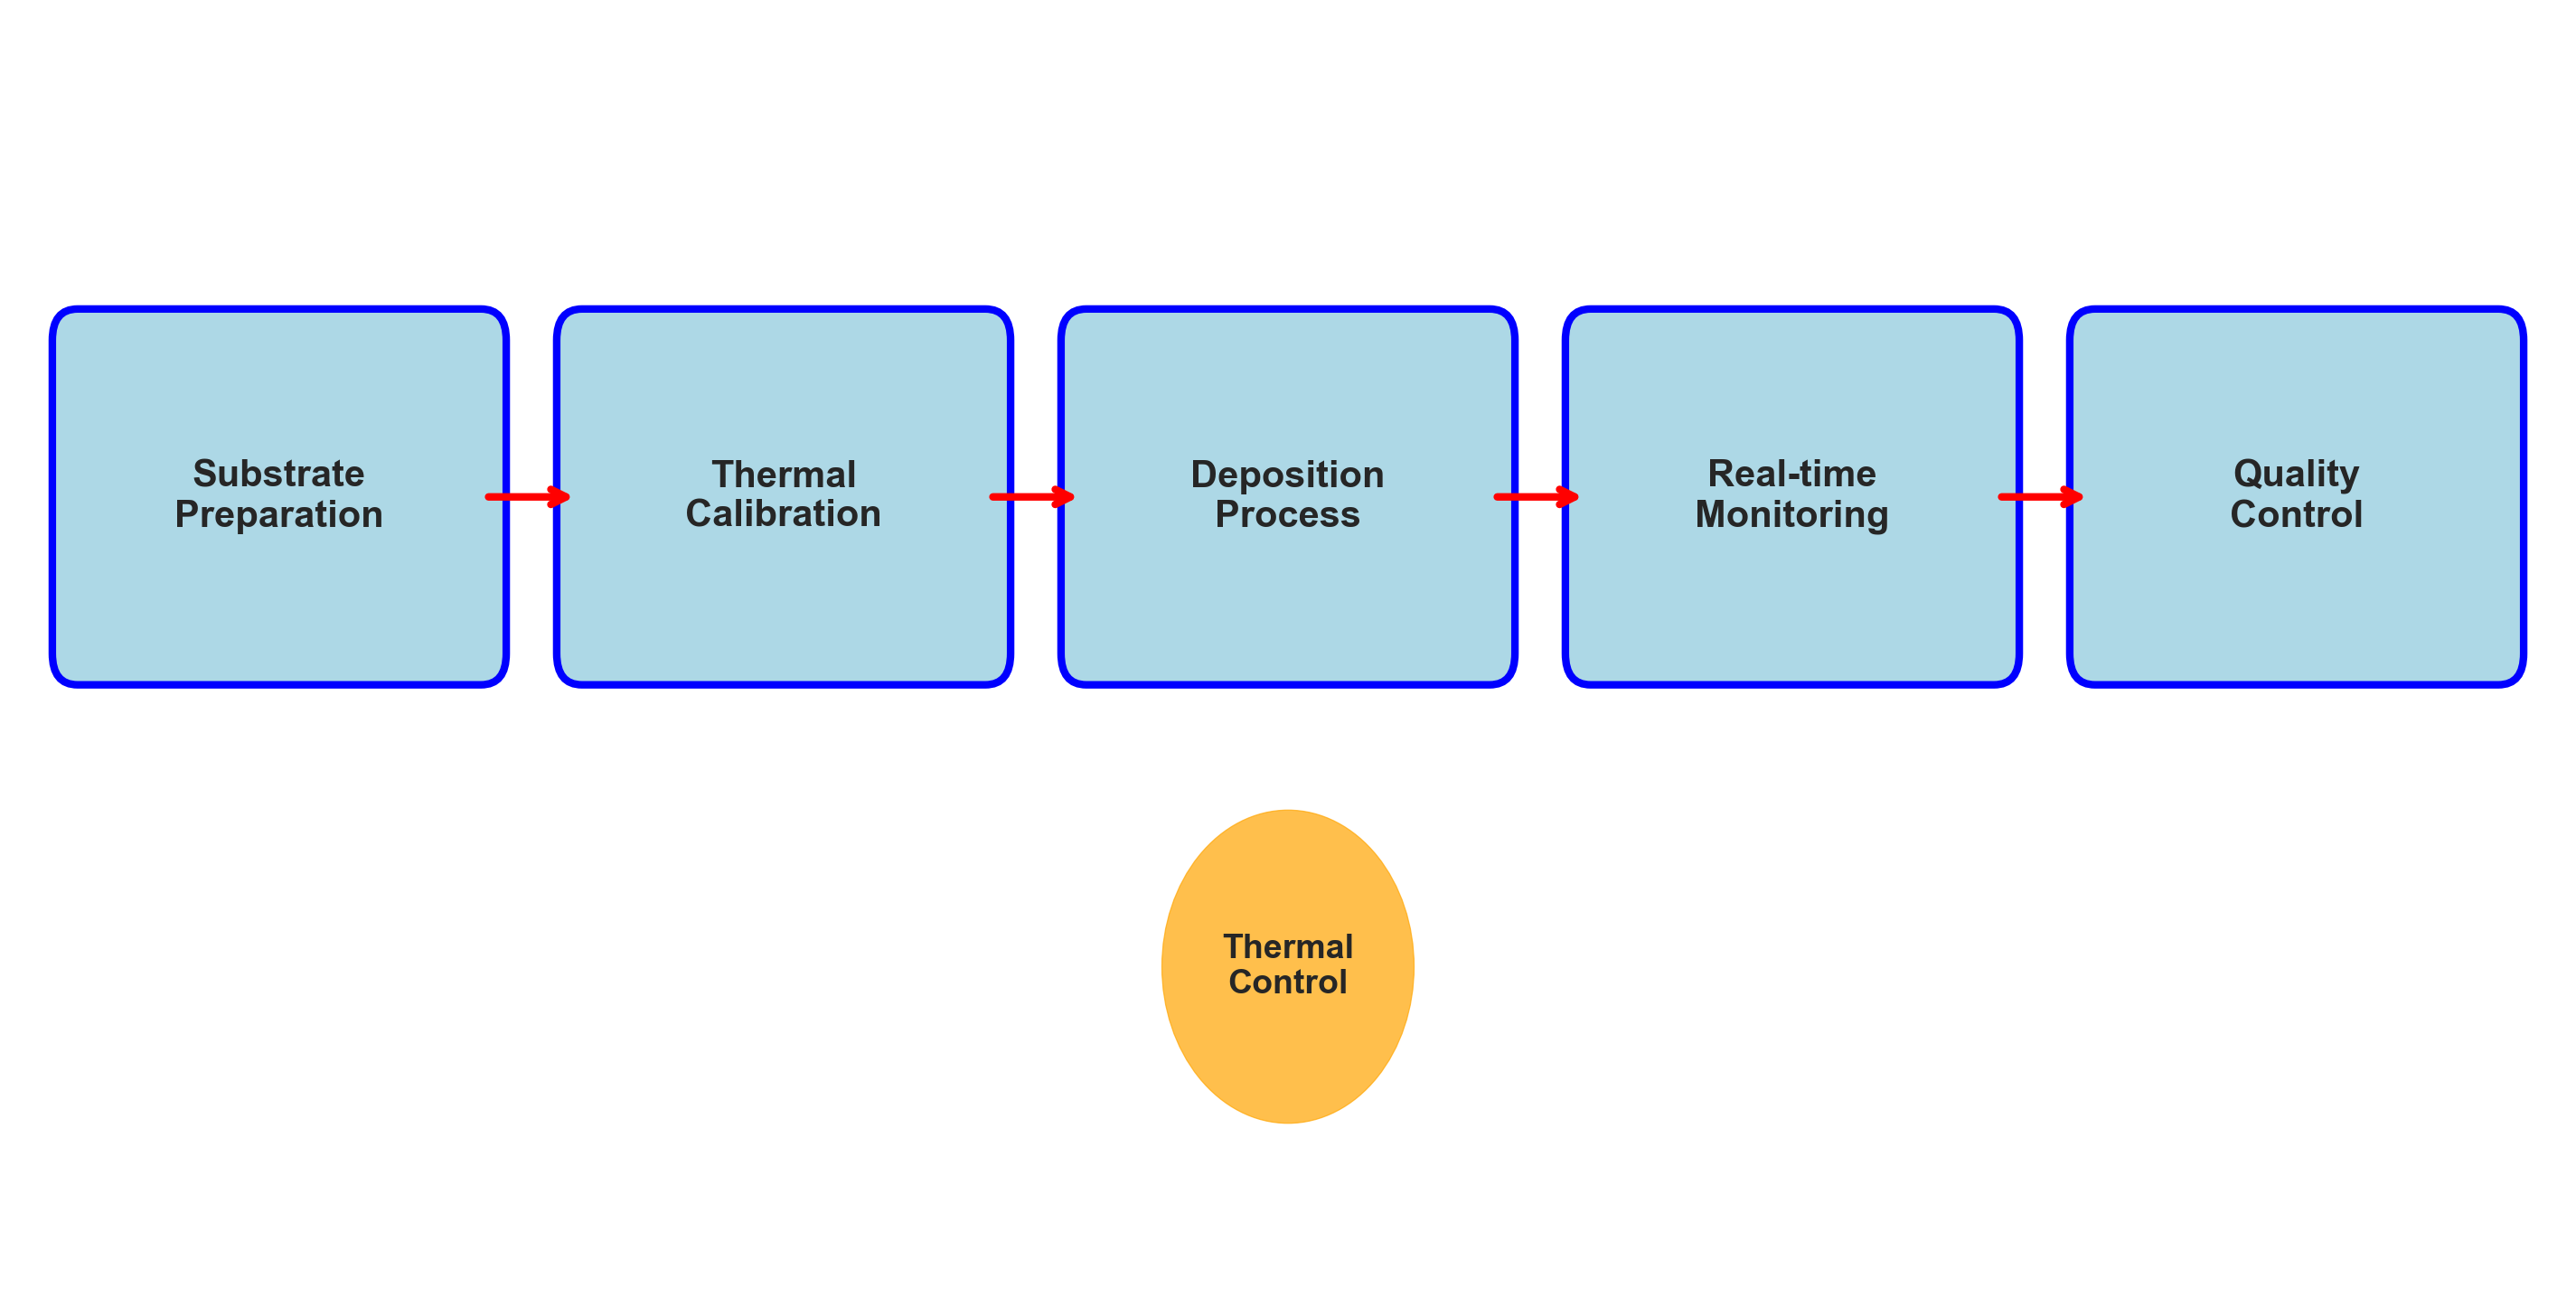 Substrate
Preparation
Thermal
Calibration
Deposition
Process
Real-time
Monitoring
Quality
Control
Thermal
Control